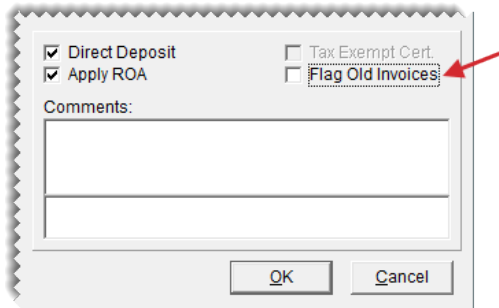 Direct Deposit
Tax Exempt Cert.
Apply ROA
Flag Old Invoices
Comments:
OK
Cancel